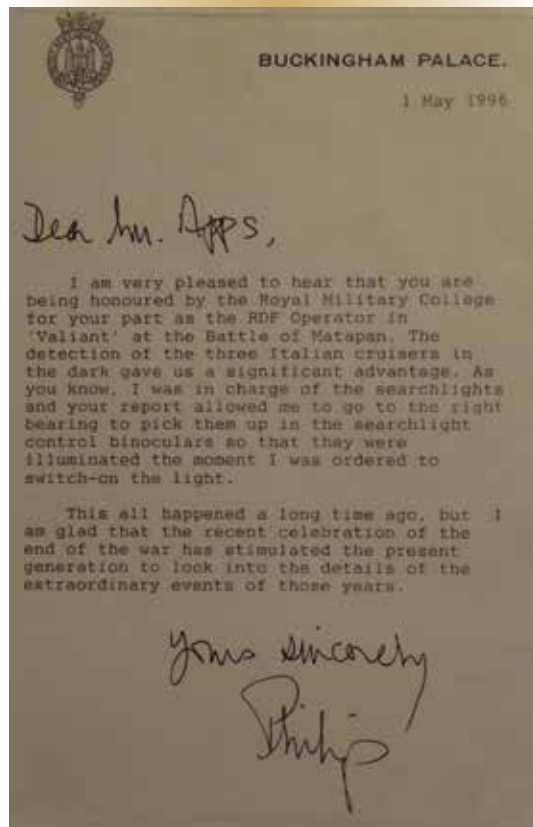 BUCKINGHAM PALACE.
1 May 1996
Dear Mr. Apps,
I am very pleased to hear that you are
being honoured by the Royal Military College
for your part as the RDF Operator in
'Valiant' at the Battle of Matapan. The
detection of the three Italian cruisers in
the dark gave us a significant advantage. As
you know, I was in charge of the searchlights
and your report allowed me to go to the right
bearing to pick them up in the searchlight
control binoculars so that they were
illuminated the moment I was ordered to
switch-on the light.
This all happened a long time ago, but I
am glad that the recent celebration of the
end of the war has stimulated the present
generation to look into the details of the
extraordinary events of those years.
Yours sincerely
Philip